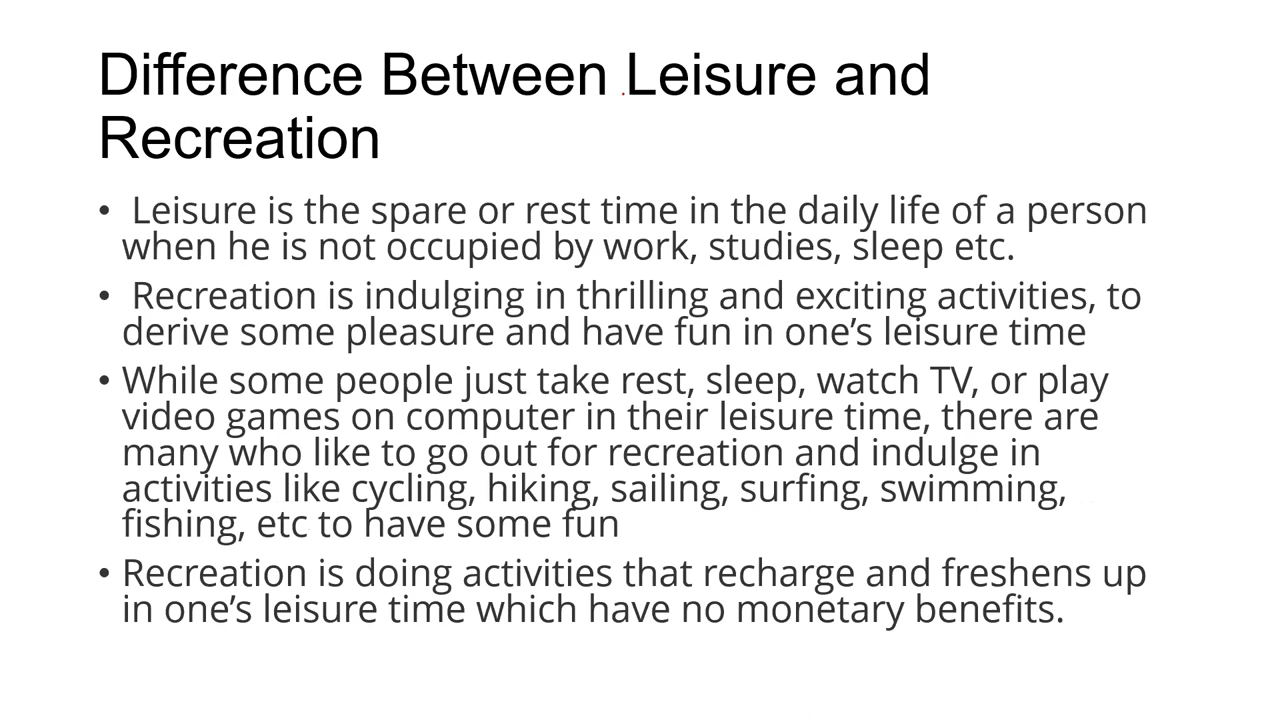 Difference Between Leisure and
Recreation
• Leisure is the spare or rest time in the daily life of a person
when he is not occupied by work, studies, sleep etc.
• Recreation is indulging in thrilling and exciting activities, to
derive some pleasure and have fun in one’s leisure time
• While some people just take rest, sleep, watch TV, or play
video games on computer in their leisure time, there are
many who like to go out for recreation and indulge in
activities like cycling, hiking, sailing, surfing, swimming,
fishing, etc to have some fun
• Recreation is doing activities that recharge and freshens up
in one’s leisure time which have no monetary benefits.